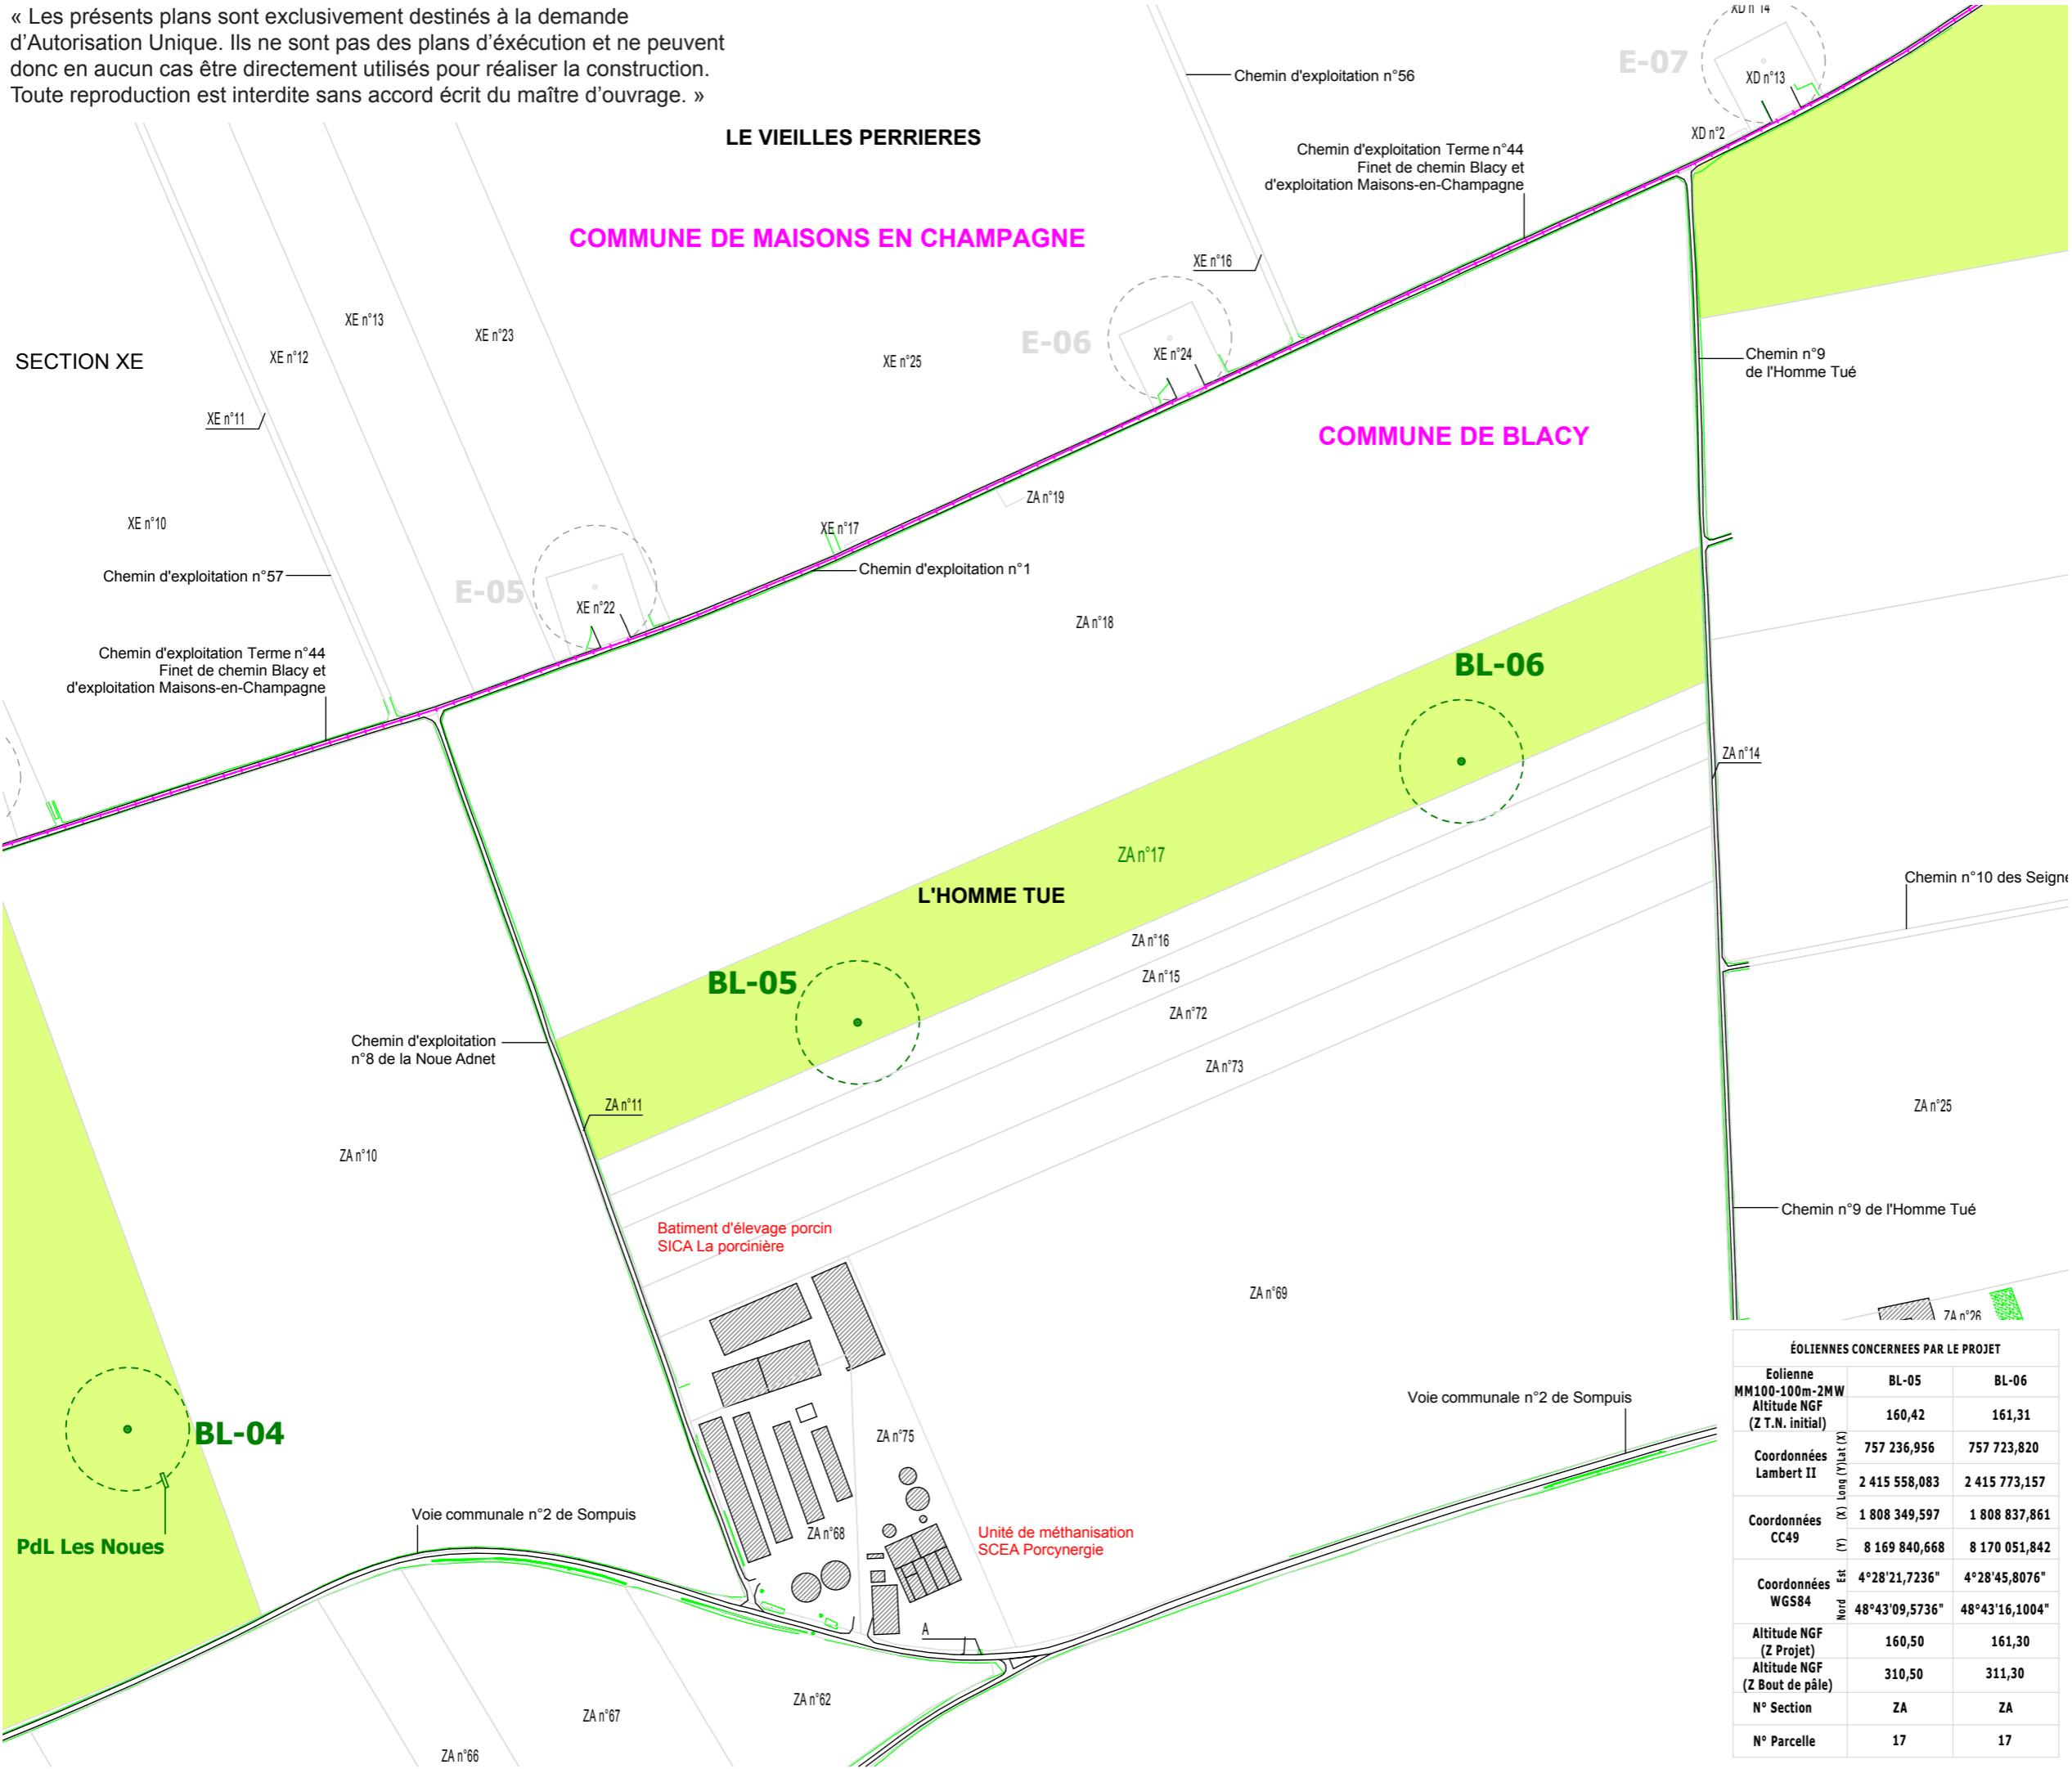 « Les présents plans sont exclusivement destinés à la demande
d'Autorisation Unique. Ils ne sont pas des plans d'éxécution et ne peuvent
donc en aucun cas être directement utilisés pour réaliser la construction.
Toute reproduction est interdite sans accord écrit du maître d'ouvrage. »
XD n°14
E-07
Chemin d'exploitation n°56
XD n°13
LE VIEILLES PERRIERES
XD n°2
Chemin d'exploitation Terme n°44
Finet de chemin Blacy et
d'exploitation Maisons-en-Champagne
COMMUNE DE MAISONS EN CHAMPAGNE
XE n°16
XE n°13
XE n°23
E-06
XE n°12
XE n°25
XE n°24
SECTION XE
Chemin n°9
de l'Homme Tué
XE n°11
COMMUNE DE BLACY
ZA n°19
XE n°10
XE n°17
Chemin d'exploitation n°57
Chemin d'exploitation n°1
E-05
XE n°22
ZA n°18
Chemin d'exploitation Terme n°44
Finet de chemin Blacy et
d'exploitation Maisons-en-Champagne
BL-06
ZA n°14
ZA n°17
L'HOMME TUE
Chemin n°10 des Seigne
ZA n°16
ZA n°15
BL-05
ZA n°72
Chemin d'exploitation
n°8 de la Noue Adnet
ZA n°73
ZA n°11
ZA n°25
ZA n°10
Chemin n°9 de l'Homme Tué
Batiment d'élevage porcin
SICA La porcinière
ZA n°69
ZA n°26
Voie communale n°2 de Sompuis
BL-04
ZA n°75
Voie communale n°2 de Sompuis
ZA n°68
Unité de méthanisation
SCEA Porcynergie
PdL Les Noues
A
ZA n°62
ZA n°67
ZA n°66
ÉOLIENNES CONCERNEES PAR LE PROJET
Eolienne
MM100-100m-2MW
BL-05
BL-06
Altitude NGF
(Z T.N. initial)
160,42
161,31
Coordonnées
Lambert II
Lat (X)
757 236,956
757 723,820
Long (Y)
2 415 558,083
2 415 773,157
Coordonnées
CC49
(X)
1 808 349,597
1 808 837,861
(Y)
8 169 840,668
8 170 051,842
Coordonnées
WGS84
Est
4°28'21,7236"
4°28'45,8076"
Nord
48°43'09,5736"
48°43'16,1004"
Altitude NGF
(Z Projet)
160,50
161,30
Altitude NGF
(Z Bout de pâle)
310,50
311,30
N° Section
ZA
ZA
N° Parcelle
17
17